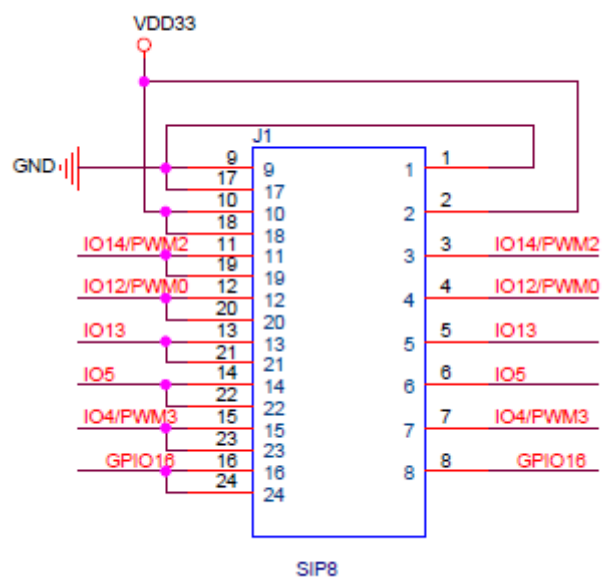 VDD33
J1
GND
9 9 1 1
17 17
10 10 2 2
18 18
IO14/PWM2 11 11 3 3 IO14/PWM2
19 19
IO12/PWM0 12 12 4 4 IO12/PWM0
20 20
IO13 13 13 5 5 IO13
21 21
IO5 14 14 6 6 IO5
22 22
IO4/PWM3 15 15 7 7 IO4/PWM3
23 23
GPIO16 16 16 8 8 GPIO16
24 24
SIP8